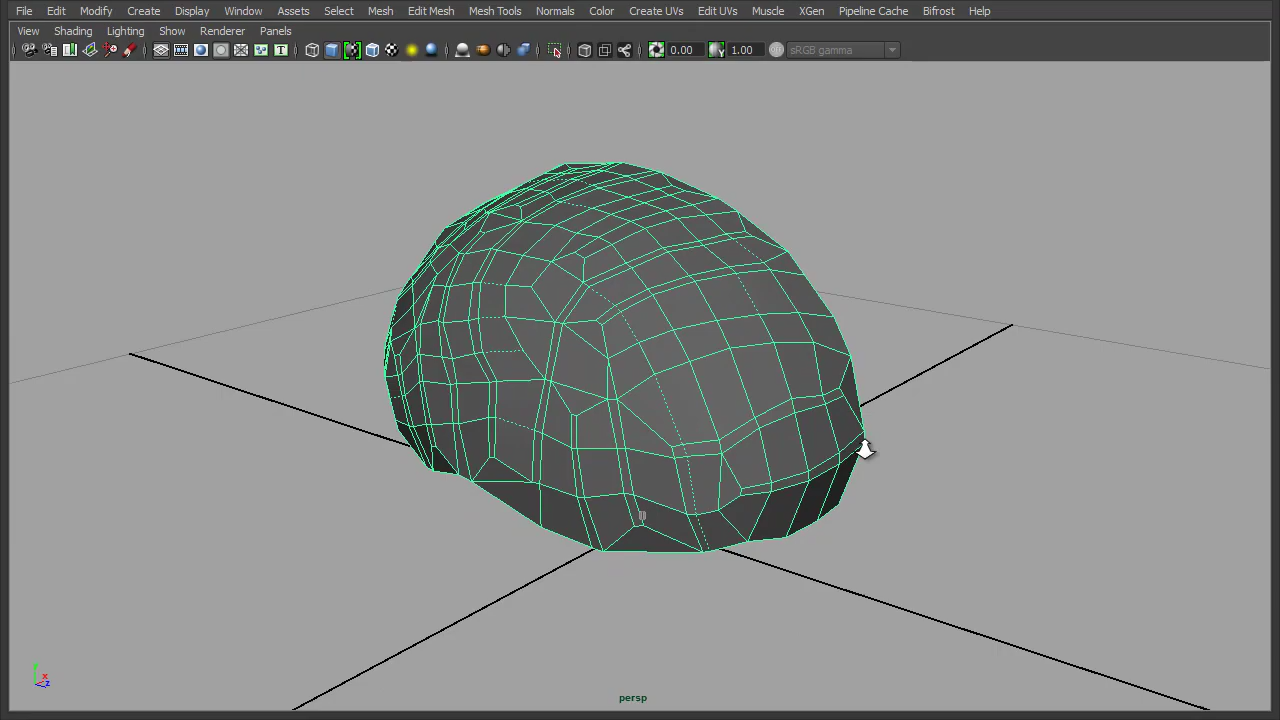 File Edit Modify Create Display Window Assets Select Mesh Edit Mesh Mesh Tools Normals Color Create UVs Edit UVs Muscle XGen Pipeline Cache Bifrost Help
View Shading Lighting Show Renderer Panels
0.00 1.00 sRGB gamma
x
z
persp